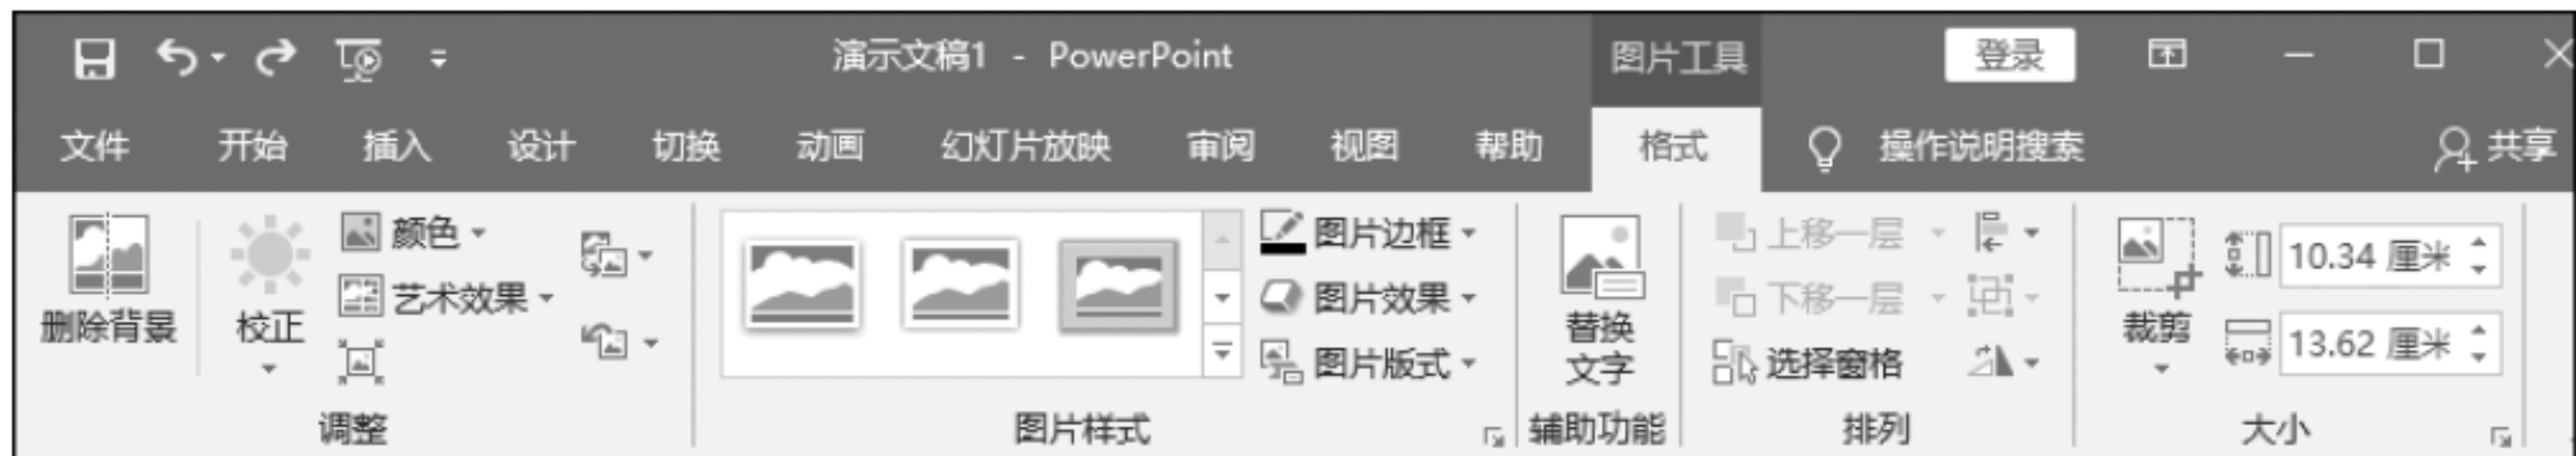 演示文稿1 - PowerPoint 图片工具 登录
文件 开始 插入 设计 切换 动画 幻灯片放映 审阅 视图 帮助 格式 操作说明搜索 共享
颜色 图片边框 上移一层 10.34 厘米
艺术效果 图片效果 下移一层
删除背景 校正 替换文字 裁剪 13.62 厘米
图片版式 选择窗格
调整 图片样式 辅助功能 排列 大小